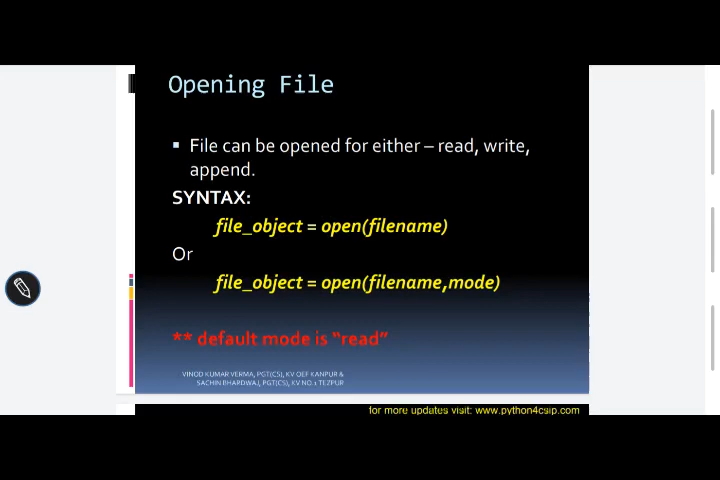 Opening File
▪ File can be opened for either – read, write,
append.
SYNTAX:
file_object = open(filename)
Or
file_object = open(filename,mode)
** default mode is “read”
VINOD KUMAR VERMA, PGT(CS), KV OEF KANPUR &
SACHIN BHARDWAJ, PGT(CS), KV NO.1 TEZPUR
for more updates visit: www.python4csip.com